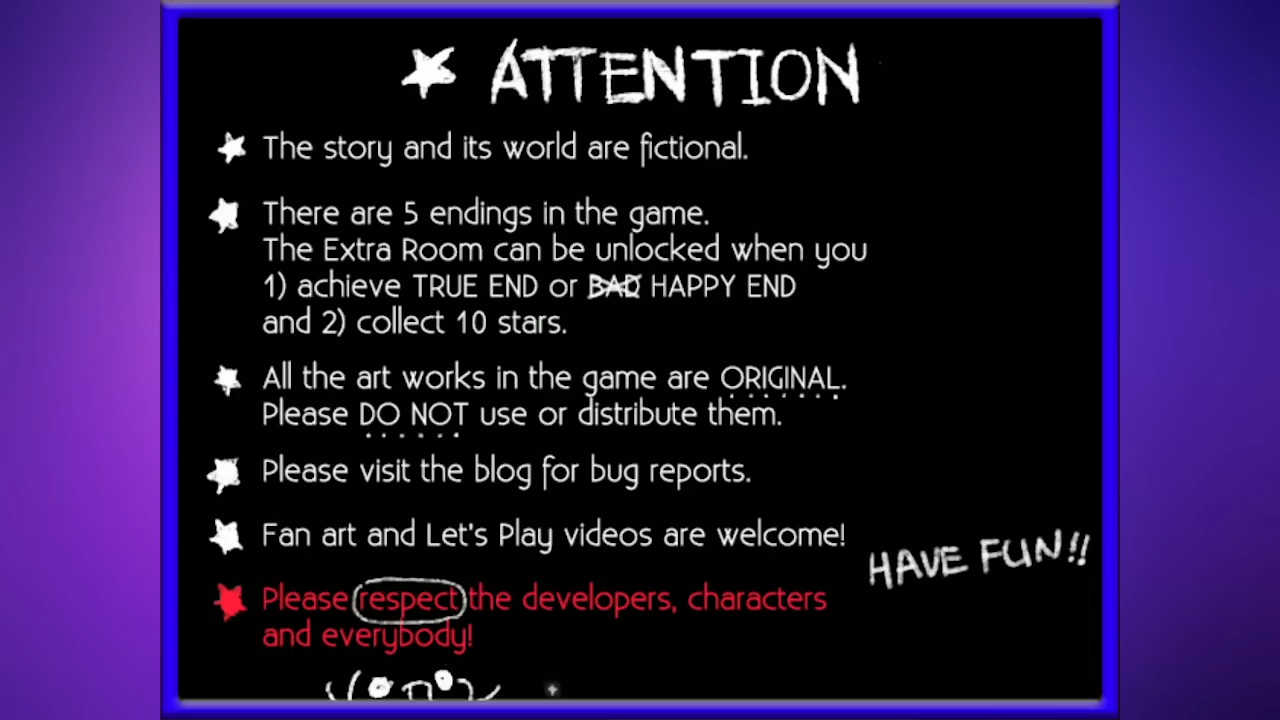 ATTENTION
The story and its world are fictional.
There are 5 endings in the game.
The Extra Room can be unlocked when you
1) achieve TRUE END or BAD HAPPY END
and 2) collect 10 stars.
All the art works in the game are ORIGINAL.
Please DO NOT use or distribute them.
Please visit the blog for bug reports.
Fan art and Let's Play videos are welcome!
HAVE FUN!!
Please respect the developers, characters
and everybody!